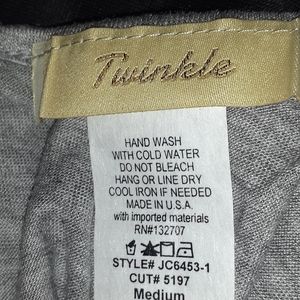 Twinkle
HAND WASH
WITH COLD WATER
DO NOT BLEACH
HANG OR LINE DRY
COOL IRON IF NEEDED
MADE IN U.S.A.
with imported materials
RN#132707
STYLE# JC6453-1
CUT# 5197
Medium